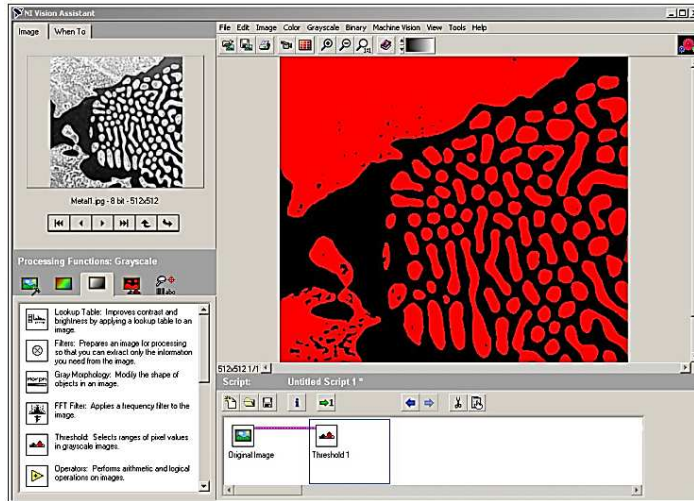 NI Vision Assistant
Image
When To
File Edit Image Color Grayscale Binary Machine Vision View Tools Help
Metal1.jpg - 8 bit - 512x512
Processing Functions: Grayscale
Lookup Table: Improves contrast and
brightness by applying a lookup table to an
image.
Filters: Prepares an image for processing
so that you can extract only the information
you need from the image.
Gray Morphology: Modify the shape of
objects in an image.
FFT Filter: Applies a frequency filter to the
image.
Threshold: Selects ranges of pixel values
in grayscale images.
Operators: Performs arithmetic and logical
operations on images.
512x512 1/1
Script: Untitled Script 1 *
Original Image
Threshold 1